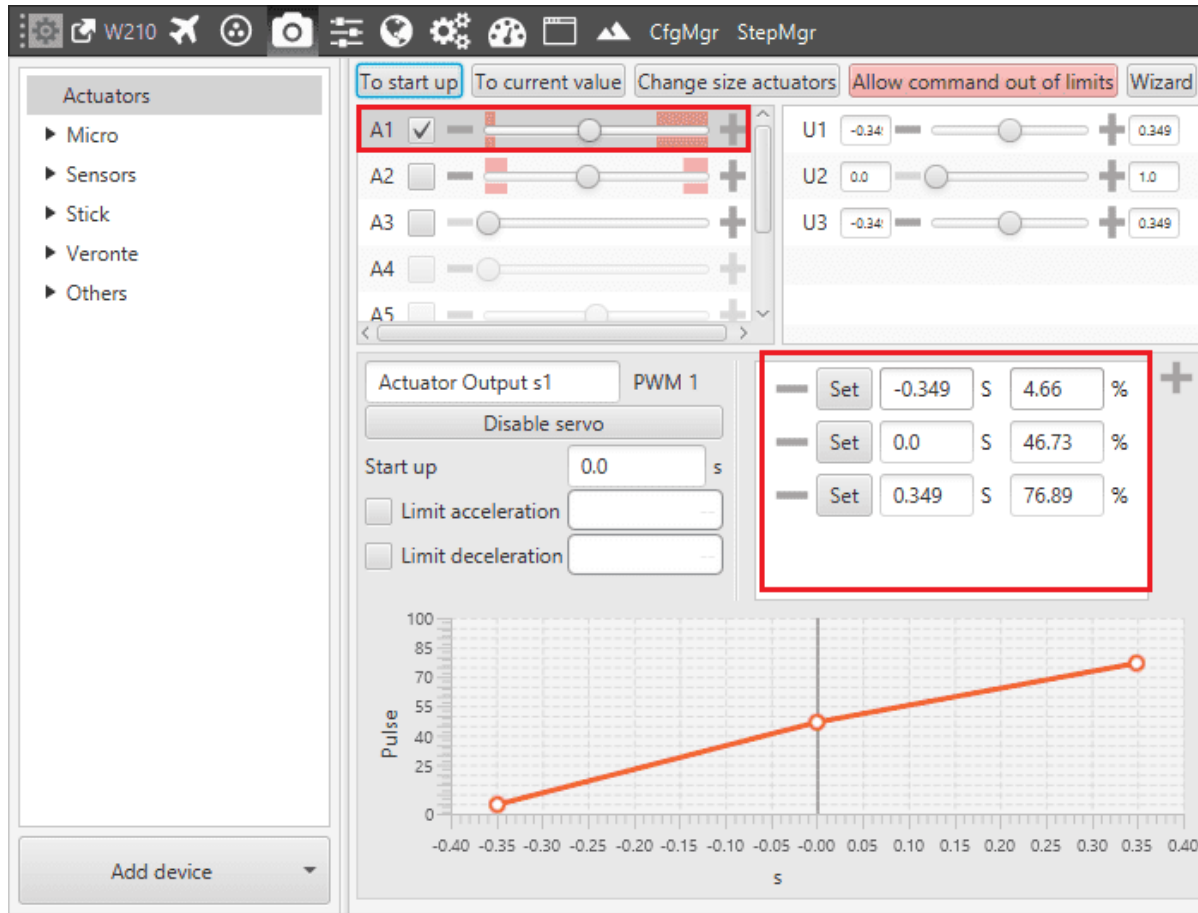 W210 CfgMgr StepMgr
Actuators
Micro
Sensors
Stick
Veronte
Others
Add device
To start up To current value Change size actuators Allow command out of limits Wizard
A1
A2
A3
A4
A5
U1 -0.34 0.349
U2 0.0 1.0
U3 -0.34 0.349
Actuator Output s1 PWM 1
Disable servo
Start up 0.0 s
Limit acceleration --
Limit deceleration --
Set -0.349 S 4.66 %
Set 0.0 S 46.73 %
Set 0.349 S 76.89 %
100
85
70
55
40
25
0
Pulse
-0.40 -0.35 -0.30 -0.25 -0.20 -0.15 -0.10 -0.05 -0.00 0.05 0.10 0.15 0.20 0.25 0.30 0.35 0.40
s